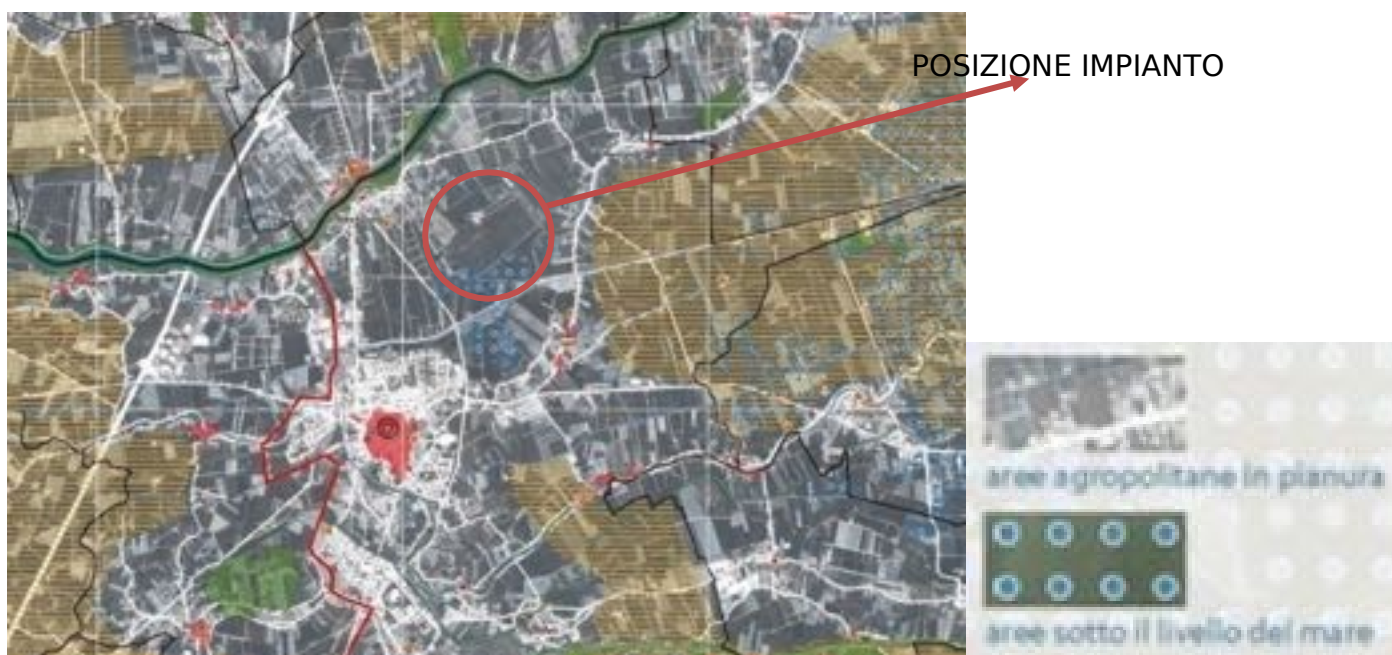 POSIZIONE IMPIANTO
aree agropolitane in pianura
aree sotto il livello del mare